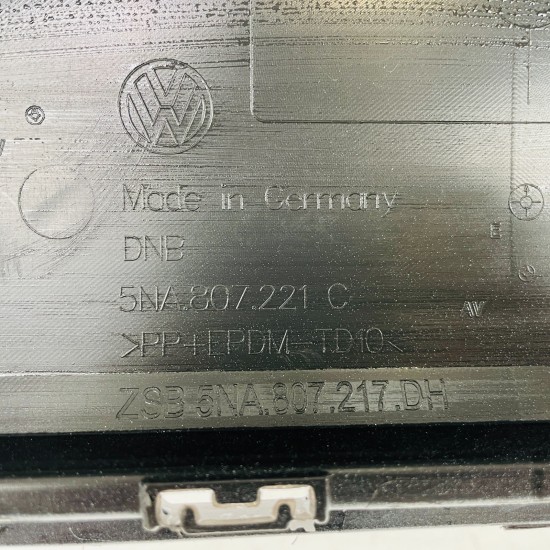 Made in Germany
DNB
5NA.807.221 C
>PP+EPDM-TD10<
ZSB 5NA.807.217.DH